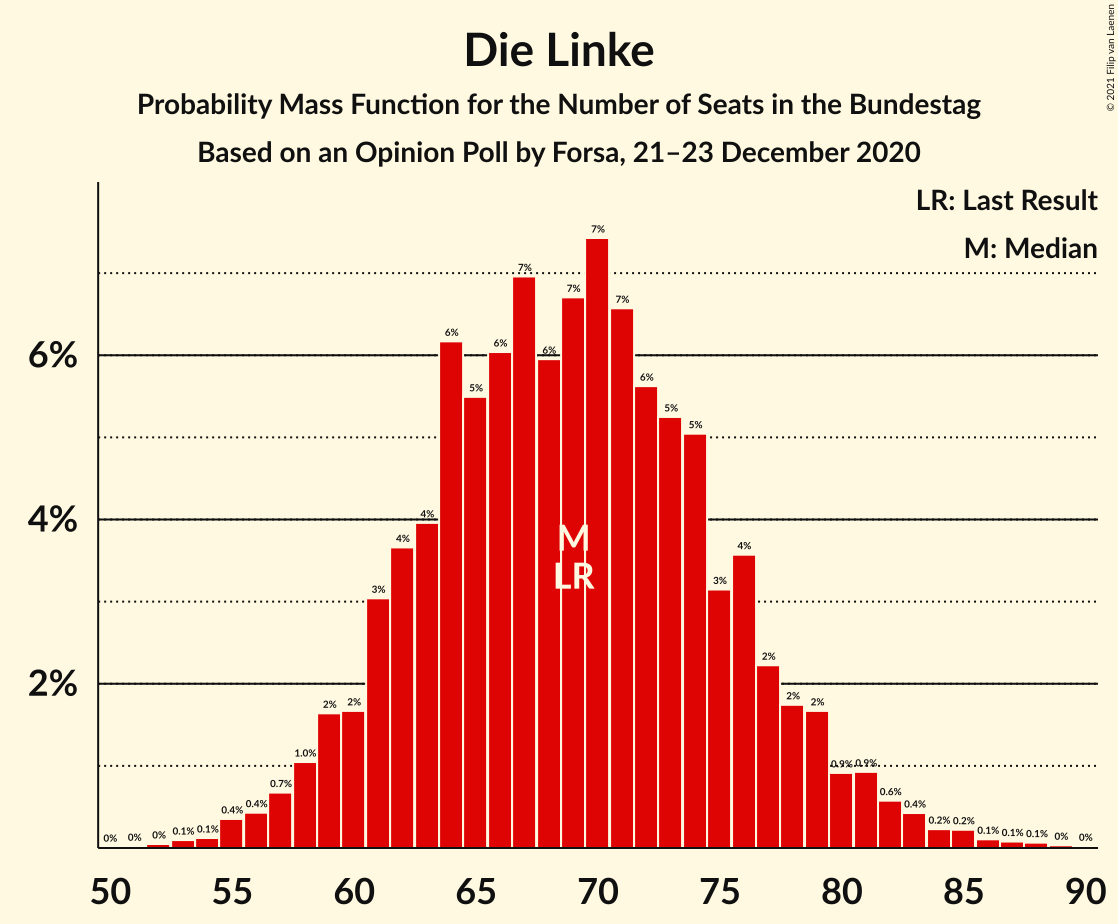 Die Linke
Probability Mass Function for the Number of Seats in the Bundestag
Based on an Opinion Poll by Forsa, 21–23 December 2020
© 2021 Filip van Laenen
LR: Last Result
M: Median
6%
4%
2%
0% 0% 0% 0.1% 0.1% 0.4% 0.4% 0.7% 1.0% 2% 2% 3% 4% 4% 6% 5% 6% 7% 6% 7% 7% 7% 6% 5% 5% 3% 4% 2% 2% 2% 0.9% 0.9% 0.6% 0.4% 0.2% 0.2% 0.1% 0.1% 0.1% 0% 0%
M
LR
50 55 60 65 70 75 80 85 90